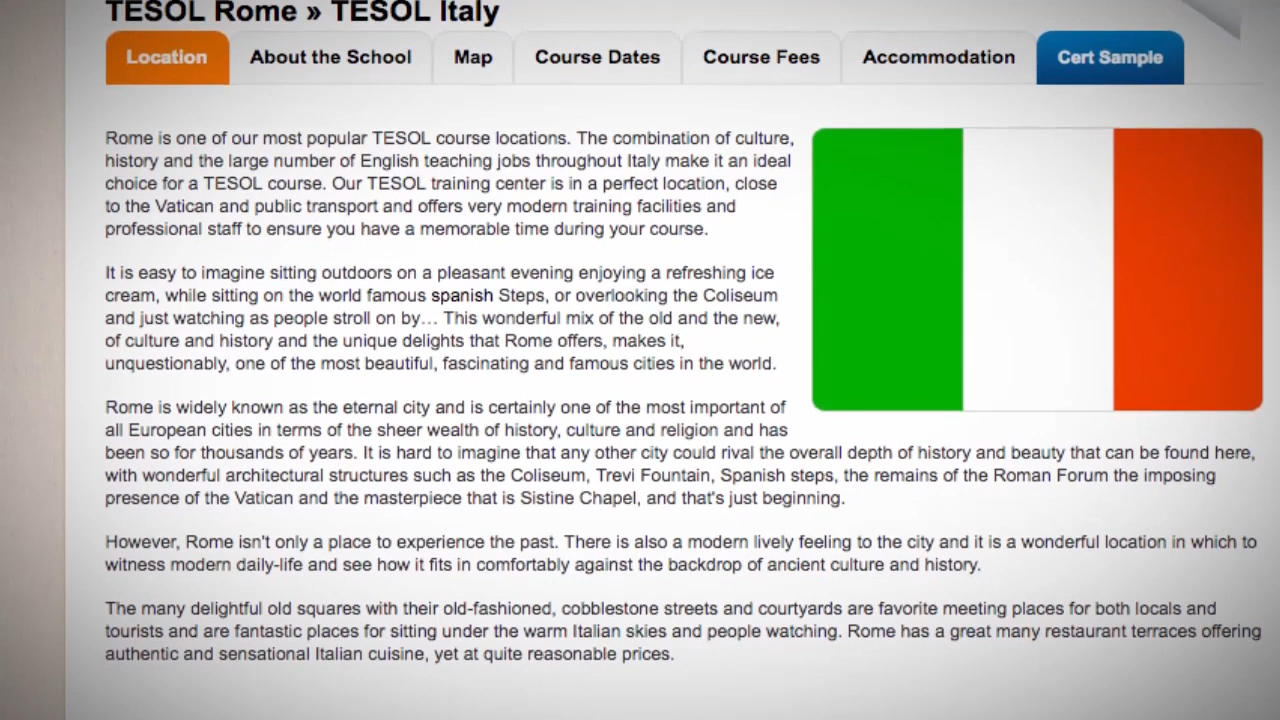 TESOL Rome » TESOL Italy
Location
About the School
Map
Course Dates
Course Fees
Accommodation
Cert Sample
Rome is one of our most popular TESOL course locations. The combination of culture,
history and the large number of English teaching jobs throughout Italy make it an ideal
choice for a TESOL course. Our TESOL training center is in a perfect location, close
to the Vatican and public transport and offers very modern training facilities and
professional staff to ensure you have a memorable time during your course.
It is easy to imagine sitting outdoors on a pleasant evening enjoying a refreshing ice
cream, while sitting on the world famous spanish Steps, or overlooking the Coliseum
and just watching as people stroll on by… This wonderful mix of the old and the new,
of culture and history and the unique delights that Rome offers, makes it,
unquestionably, one of the most beautiful, fascinating and famous cities in the world.
Rome is widely known as the eternal city and is certainly one of the most important of
all European cities in terms of the sheer wealth of history, culture and religion and has
been so for thousands of years. It is hard to imagine that any other city could rival the overall depth of history and beauty that can be found here,
with wonderful architectural structures such as the Coliseum, Trevi Fountain, Spanish steps, the remains of the Roman Forum the imposing
presence of the Vatican and the masterpiece that is Sistine Chapel, and that's just beginning.
However, Rome isn't only a place to experience the past. There is also a modern lively feeling to the city and it is a wonderful location in which to
witness modern daily-life and see how it fits in comfortably against the backdrop of ancient culture and history.
The many delightful old squares with their old-fashioned, cobblestone streets and courtyards are favorite meeting places for both locals and
tourists and are fantastic places for sitting under the warm Italian skies and people watching. Rome has a great many restaurant terraces offering
authentic and sensational Italian cuisine, yet at quite reasonable prices.